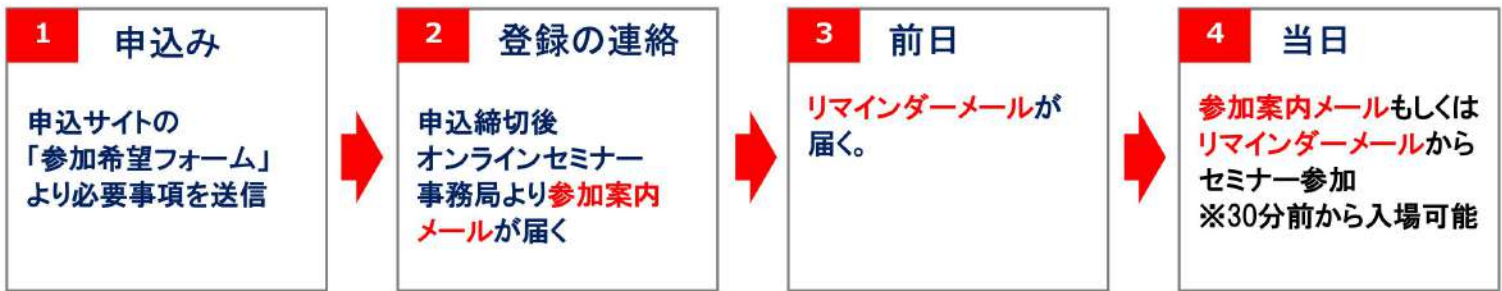 1 申込み
申込サイトの
「参加希望フォーム」
より必要事項を送信
2 登録の連絡
申込締切後
オンラインセミナー
事務局より参加案内
メールが届く
3 前日
リマインダーメールが
届く。
4 当日
参加案内メールもしくは
リマインダーメールから
セミナー参加
※30分前から入場可能